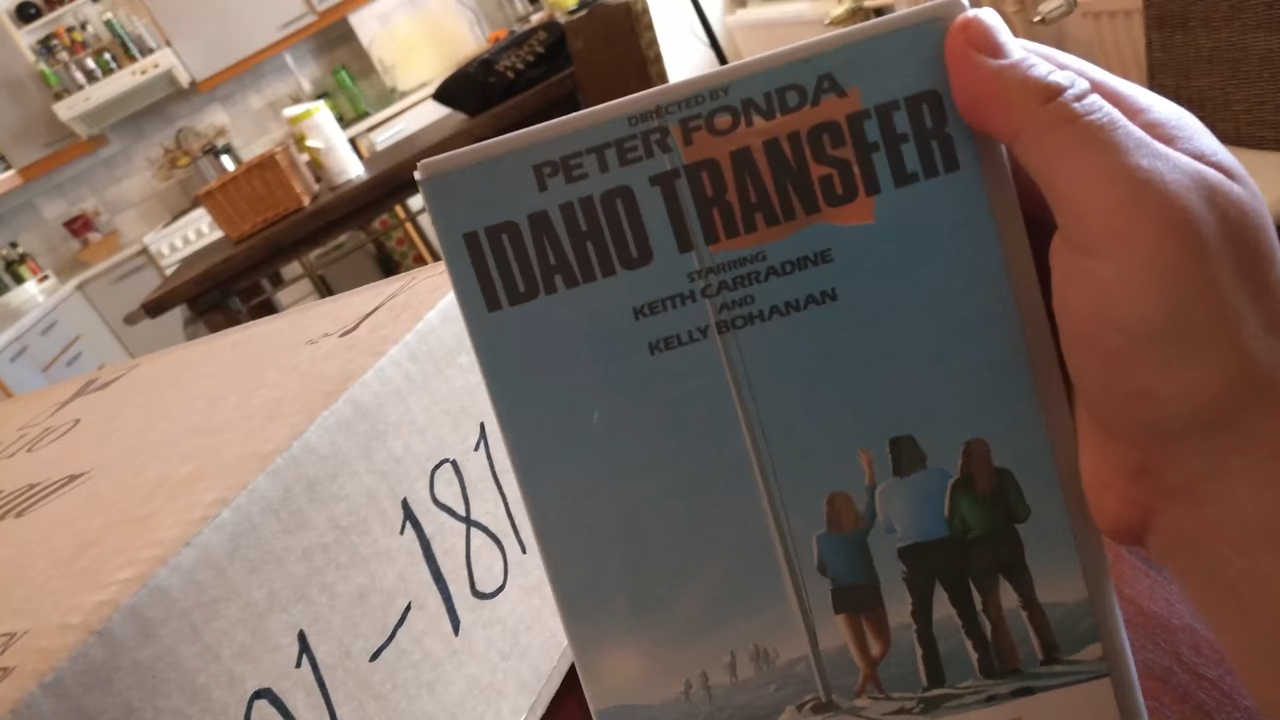 DIRECTED BY
PETER FONDA
IDAHO TRANSFER
STARRING
KEITH CARRADINE
AND
KELLY BOHANAN
-181